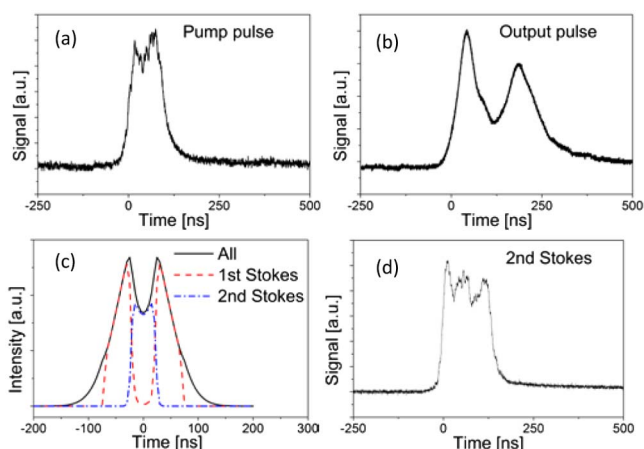 (a) Pump pulse
Signal [a.u.]
-250 0 250 500
Time [ns]
(b) Output pulse
Signal [a.u.]
-250 0 250 500
Time [ns]
(c)
All
1st Stokes
2nd Stokes
Intensity [a.u.]
-200 -100 0 100 200 300
Time [ns]
(d) 2nd Stokes
Signal [a.u.]
-250 0 250 500
Time [ns]